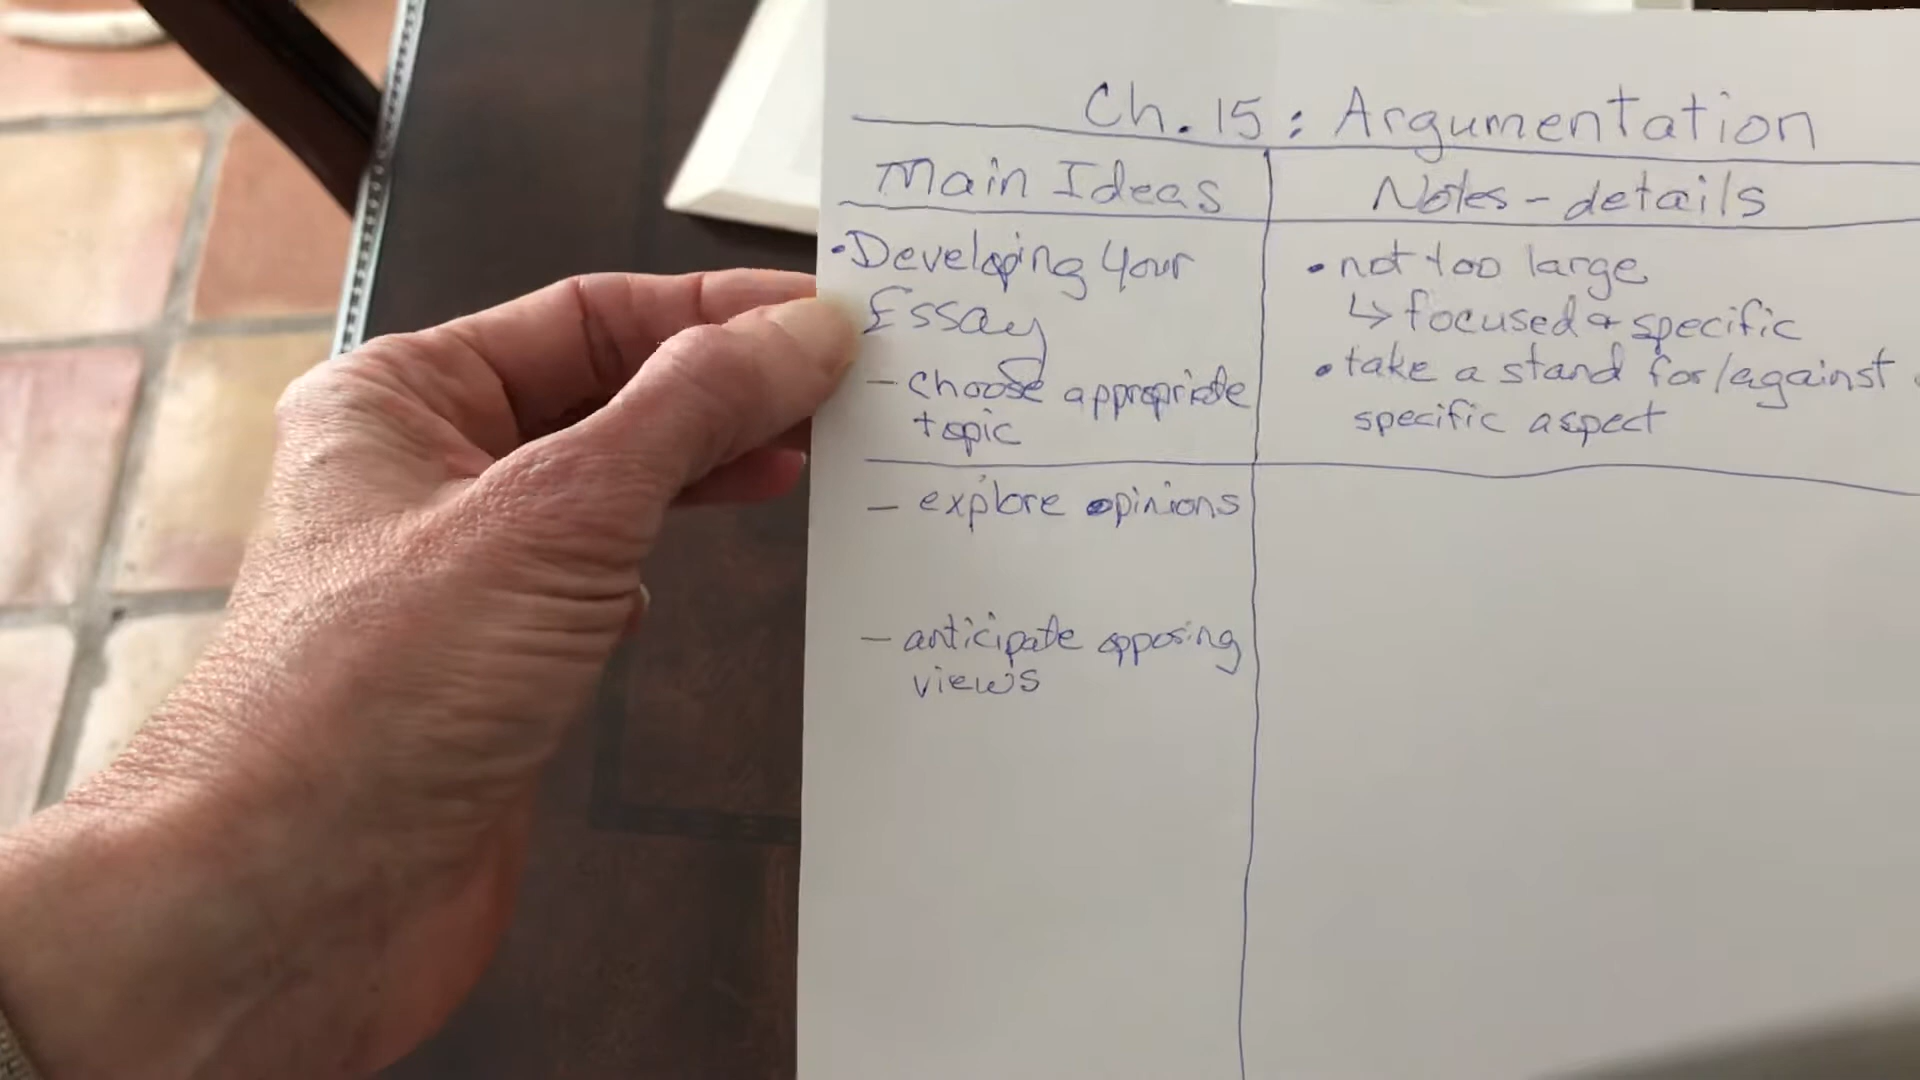 Ch. 15: Argumentation
Main Ideas
Notes - details
• Developing Your
Essay
- choose appropriate
topic
• not too large
↳ focused & specific
• take a stand for/against
specific aspect
- explore opinions
- anticipate opposing
views